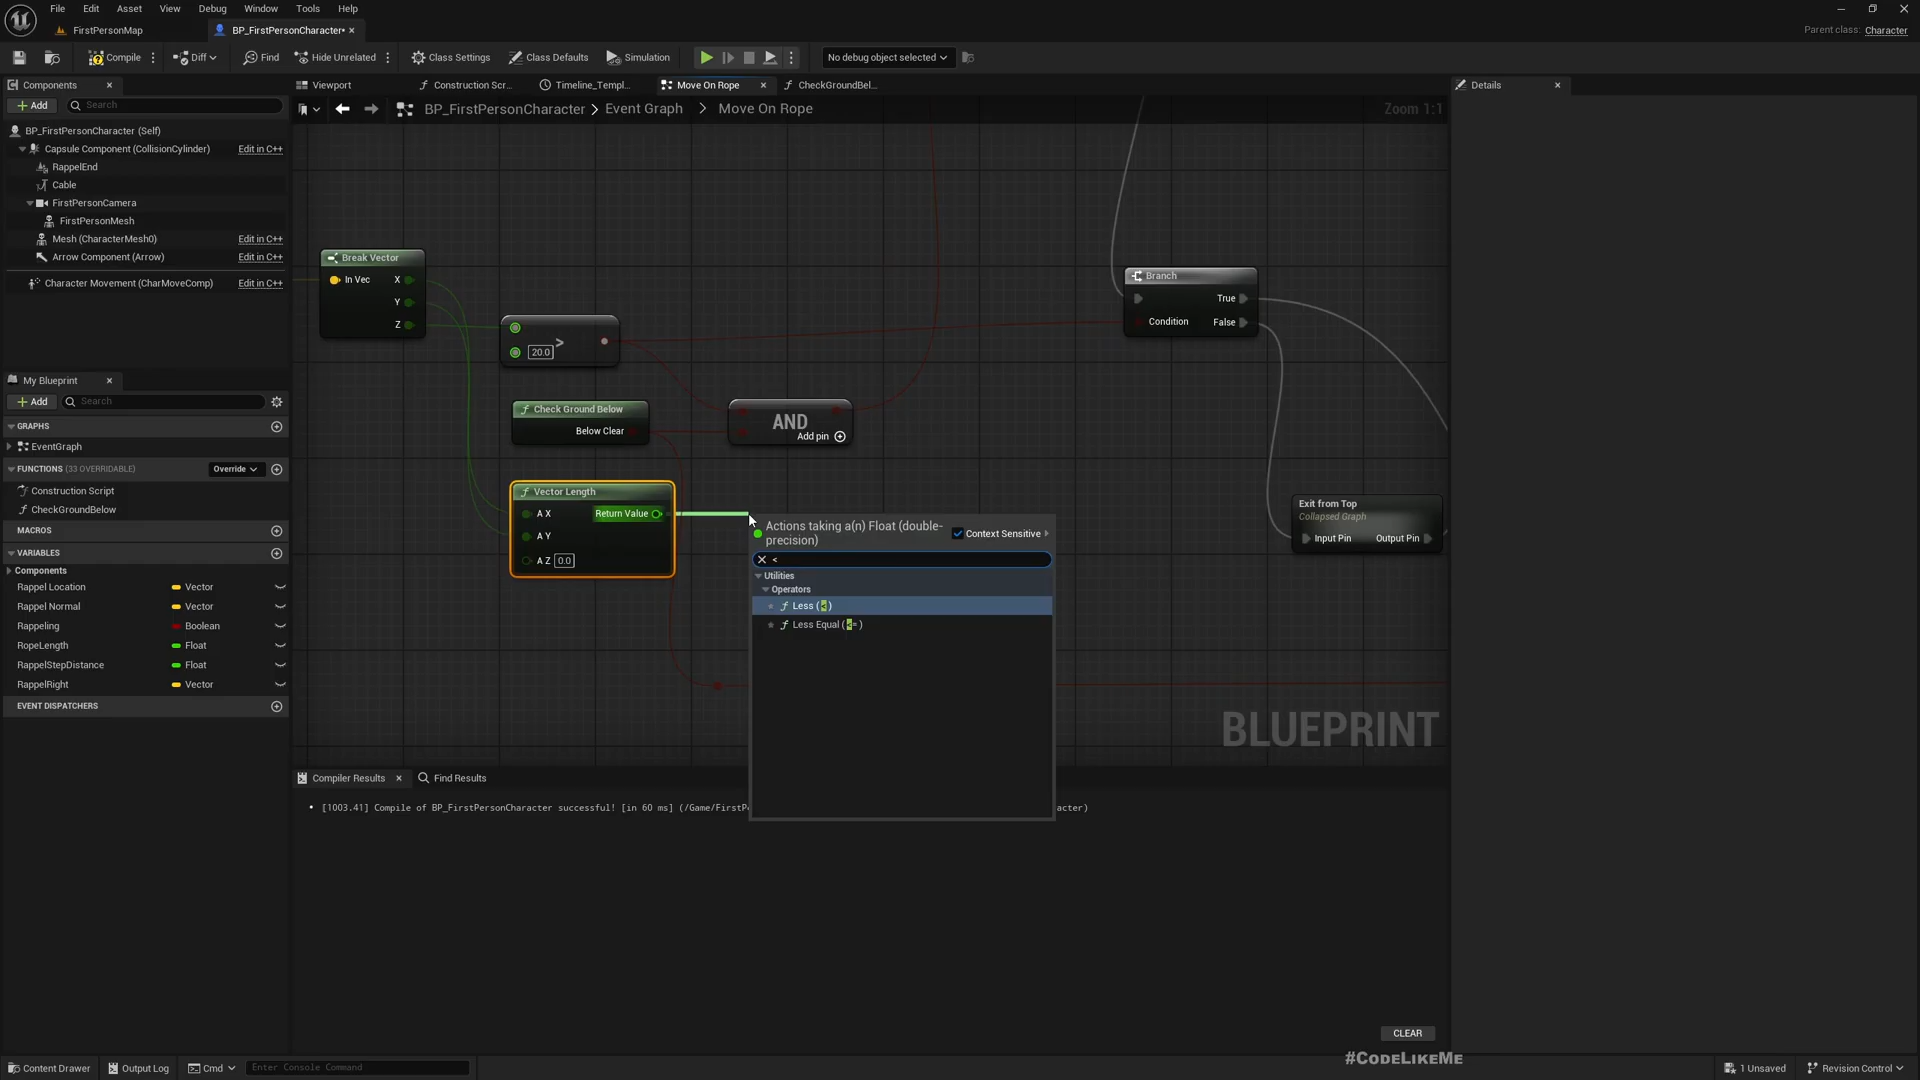 File Edit Asset View Window Debug Tools Help
FirstPersonMap
BP_FirstPersonCharacter•
Parent class: Character
Compile
Diff
Find
Hide Unrelated
Class Settings
Class Defaults
Simulation
No debug object selected
Components
Add
Search
BP_FirstPersonCharacter (Self)
Capsule Component (CollisionCylinder) Edit in C++
RappelEnd
Cable
FirstPersonCamera
FirstPersonMesh
Mesh (CharacterMesh0) Edit in C++
Arrow Component (Arrow) Edit in C++
Character Movement (CharMoveComp) Edit in C++
My Blueprint
Add
Search
GRAPHS
EventGraph
FUNCTIONS (33 OVERRIDABLE) Override
Construction Script
CheckGroundBelow
MACROS
VARIABLES
Components
Rappel Location Vector
Rappel Normal Vector
Rappeling Boolean
RopeLength Float
RappelStepDistance Float
RappelRight Vector
EVENT DISPATCHERS
Viewport
Construction Scr...
Timeline_Templ...
Move On Rope
CheckGroundBel...
BP_FirstPersonCharacter > Event Graph > Move On Rope
Zoom 1:1
Break Vector
In Vec X
Y
Z
>
20.0
Check Ground Below
Below Clear
AND
Add pin
Vector Length
A X Return Value
A Y
A Z 0.0
Branch
True
Condition False
Exit from Top
Collapsed Graph
Input Pin Output Pin
Actions taking a(n) Float (double-
precision)
Context Sensitive
<
Utilities
Operators
Less (<)
Less Equal (<=)
BLUEPRINT
Compiler Results
Find Results
[1003.41] Compile of BP_FirstPersonCharacter successful! [in 60 ms] (/Game/FirstP
acter)
CLEAR
#CodeLikeMe
Content Drawer
Output Log
Cmd
Enter Console Command
1 Unsaved
Revision Control
Details